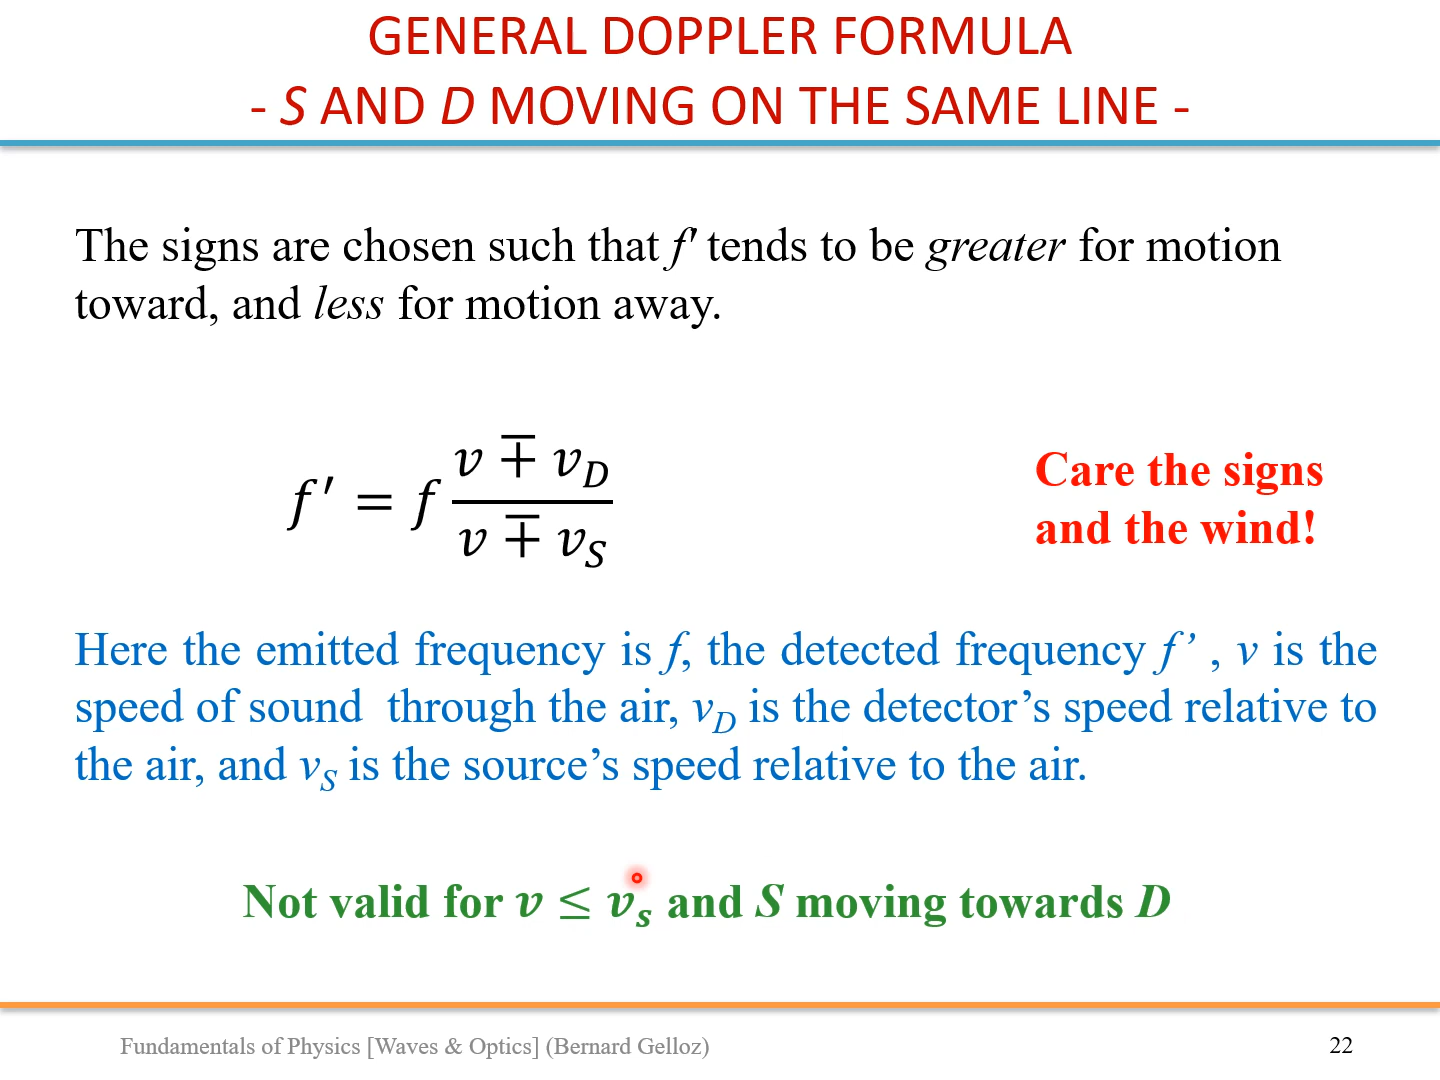 GENERAL DOPPLER FORMULA
- S AND D MOVING ON THE SAME LINE -
The signs are chosen such that f′ tends to be greater for motion
toward, and less for motion away.
f′ = f (v ∓ v_D)/(v ∓ v_S)
Care the signs
and the wind!
Here the emitted frequency is f, the detected frequency f’ , v is the
speed of sound through the air, v_D is the detector’s speed relative to
the air, and v_S is the source’s speed relative to the air.
Not valid for v ≤ v_s and S moving towards D
Fundamentals of Physics [Waves & Optics] (Bernard Gelloz)
22